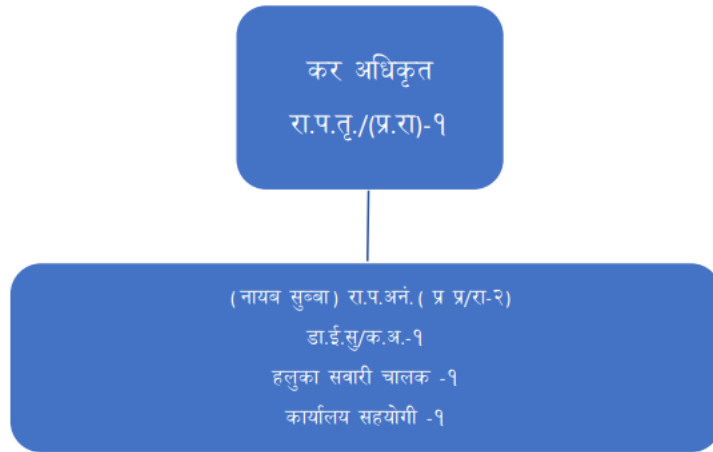 कर अधिकृत
रा.प.तृ./(प्र.रा)-१
(नायब सुब्बा) रा.प.अनं. ( प्र प्र/रा-२)
डा.ई.सु/क.अ.-१
हलुका सवारी चालक -१
कार्यालय सहयोगी -१